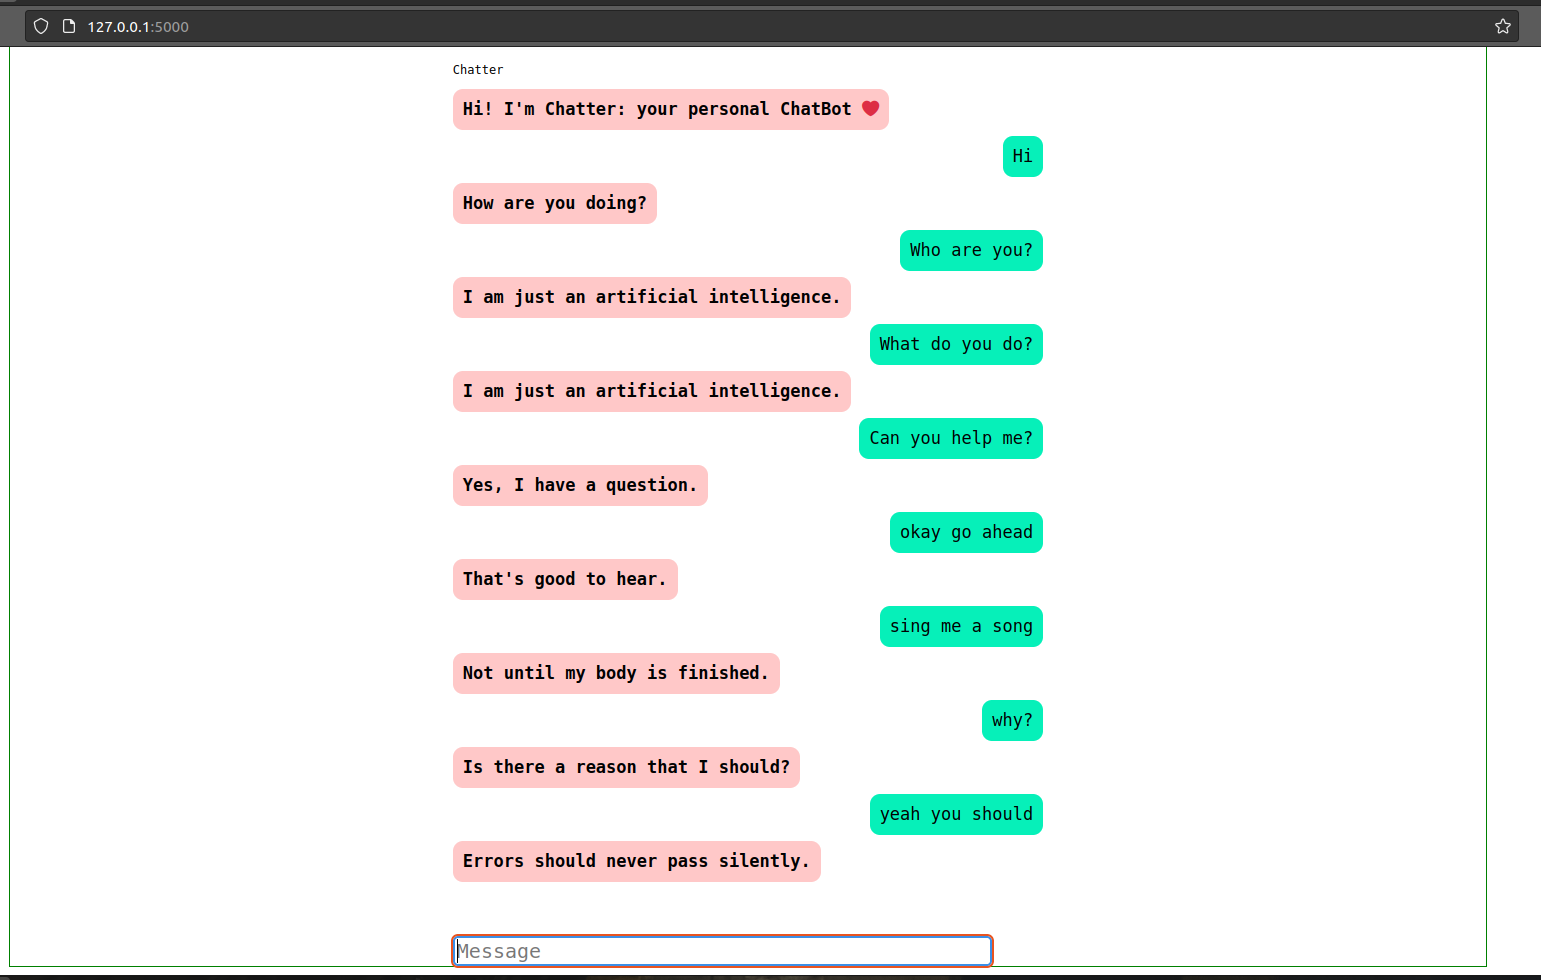 127.0.0.1:5000
Chatter
Hi! I'm Chatter: your personal ChatBot ❤️
Hi
How are you doing?
Who are you?
I am just an artificial intelligence.
What do you do?
I am just an artificial intelligence.
Can you help me?
Yes, I have a question.
okay go ahead
That's good to hear.
sing me a song
Not until my body is finished.
why?
Is there a reason that I should?
yeah you should
Errors should never pass silently.
Message